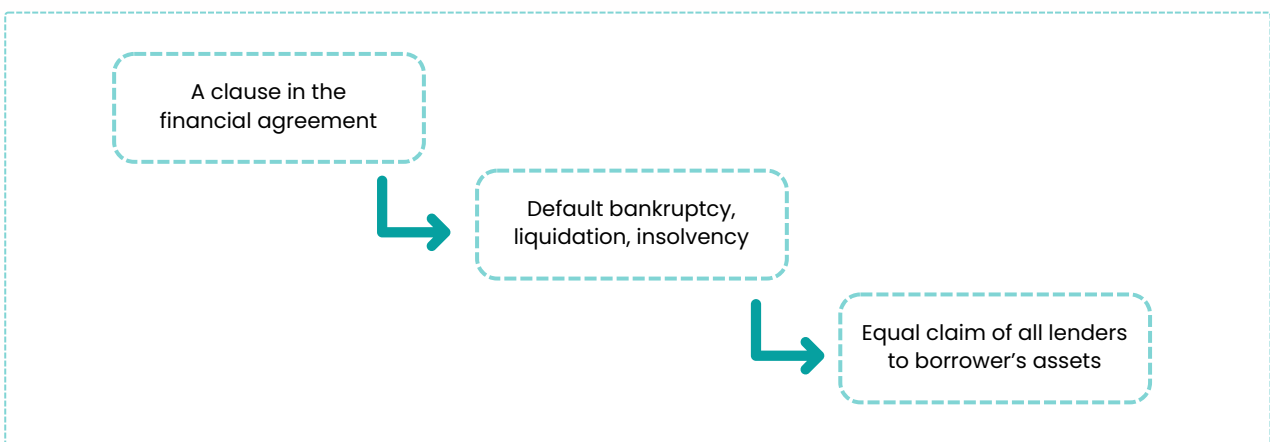 A clause in the
financial agreement
Default bankruptcy,
liquidation, insolvency
Equal claim of all lenders
to borrower’s assets